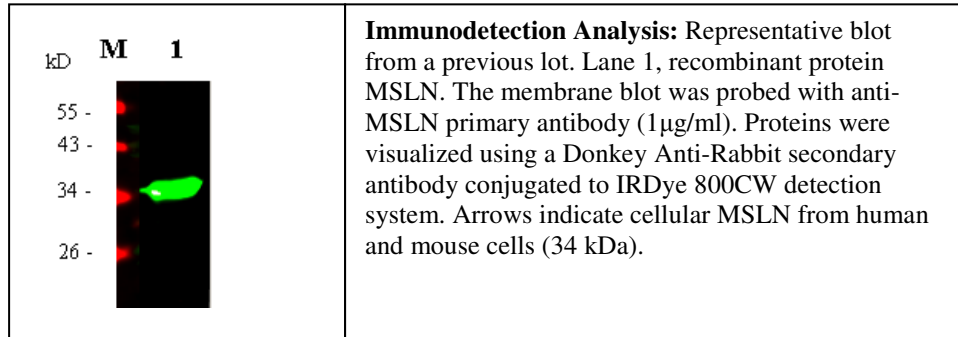 kD M 1
55 -
43 -
34 -
26 -
Immunodetection Analysis: Representative blot
from a previous lot. Lane 1, recombinant protein
MSLN. The membrane blot was probed with anti-
MSLN primary antibody (1µg/ml). Proteins were
visualized using a Donkey Anti-Rabbit secondary
antibody conjugated to IRDye 800CW detection
system. Arrows indicate cellular MSLN from human
and mouse cells (34 kDa).